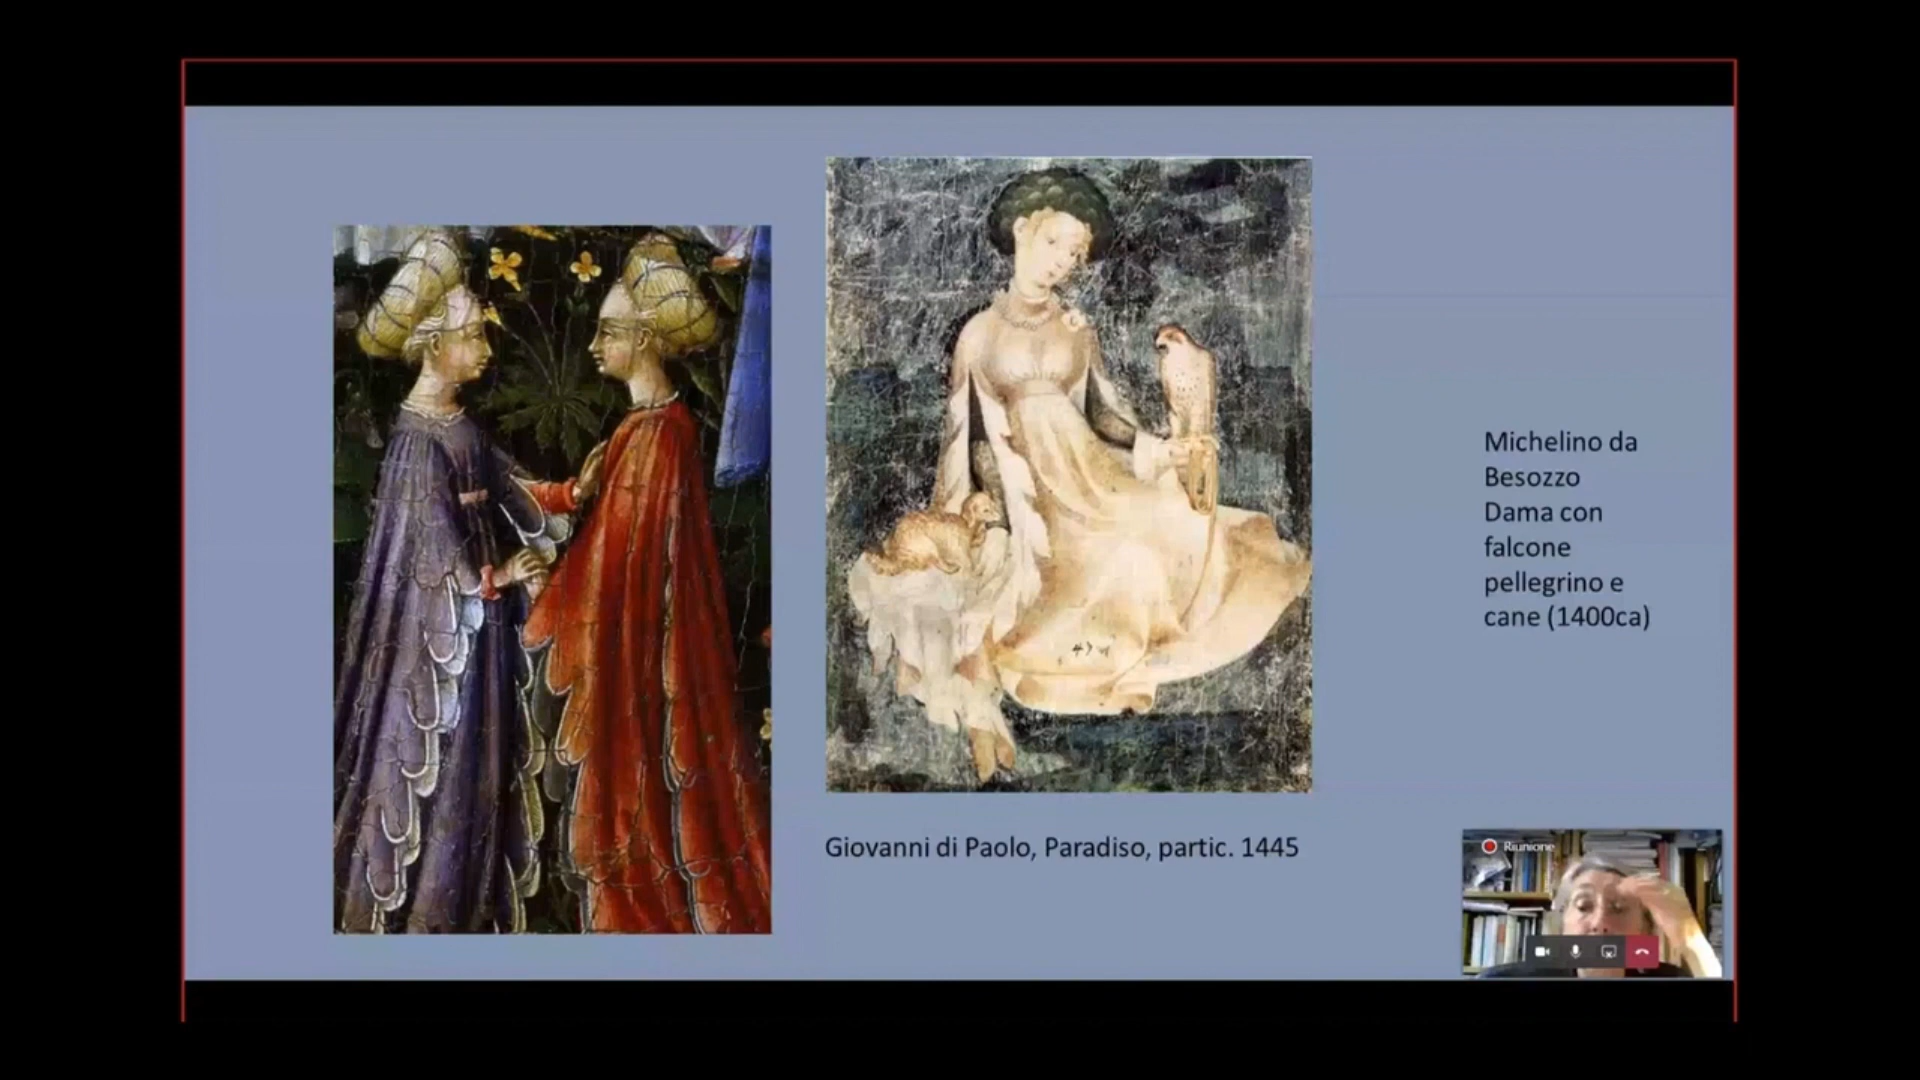 Michelino da
Besozzo
Dama con
falcone
pellegrino e
cane (1400ca)
Giovanni di Paolo, Paradiso, partic. 1445
Riunione